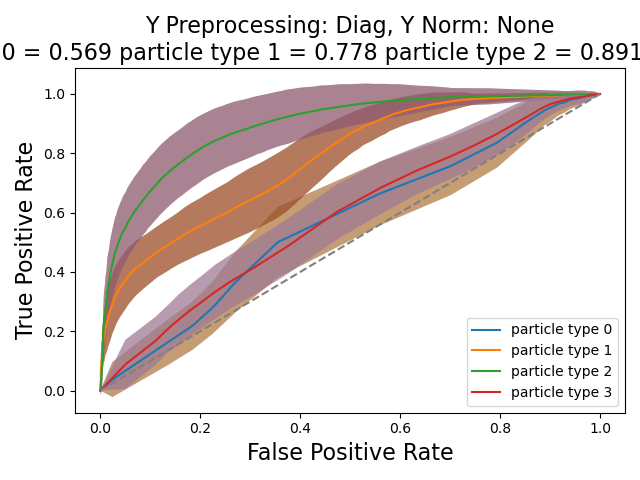 Y Preprocessing: Diag, Y Norm: None
0 = 0.569 particle type 1 = 0.778 particle type 2 = 0.891
True Positive Rate
1.0
0.8
0.6
0.4
0.2
0.0
particle type 0
particle type 1
particle type 2
particle type 3
0.0 0.2 0.4 0.6 0.8 1.0
False Positive Rate